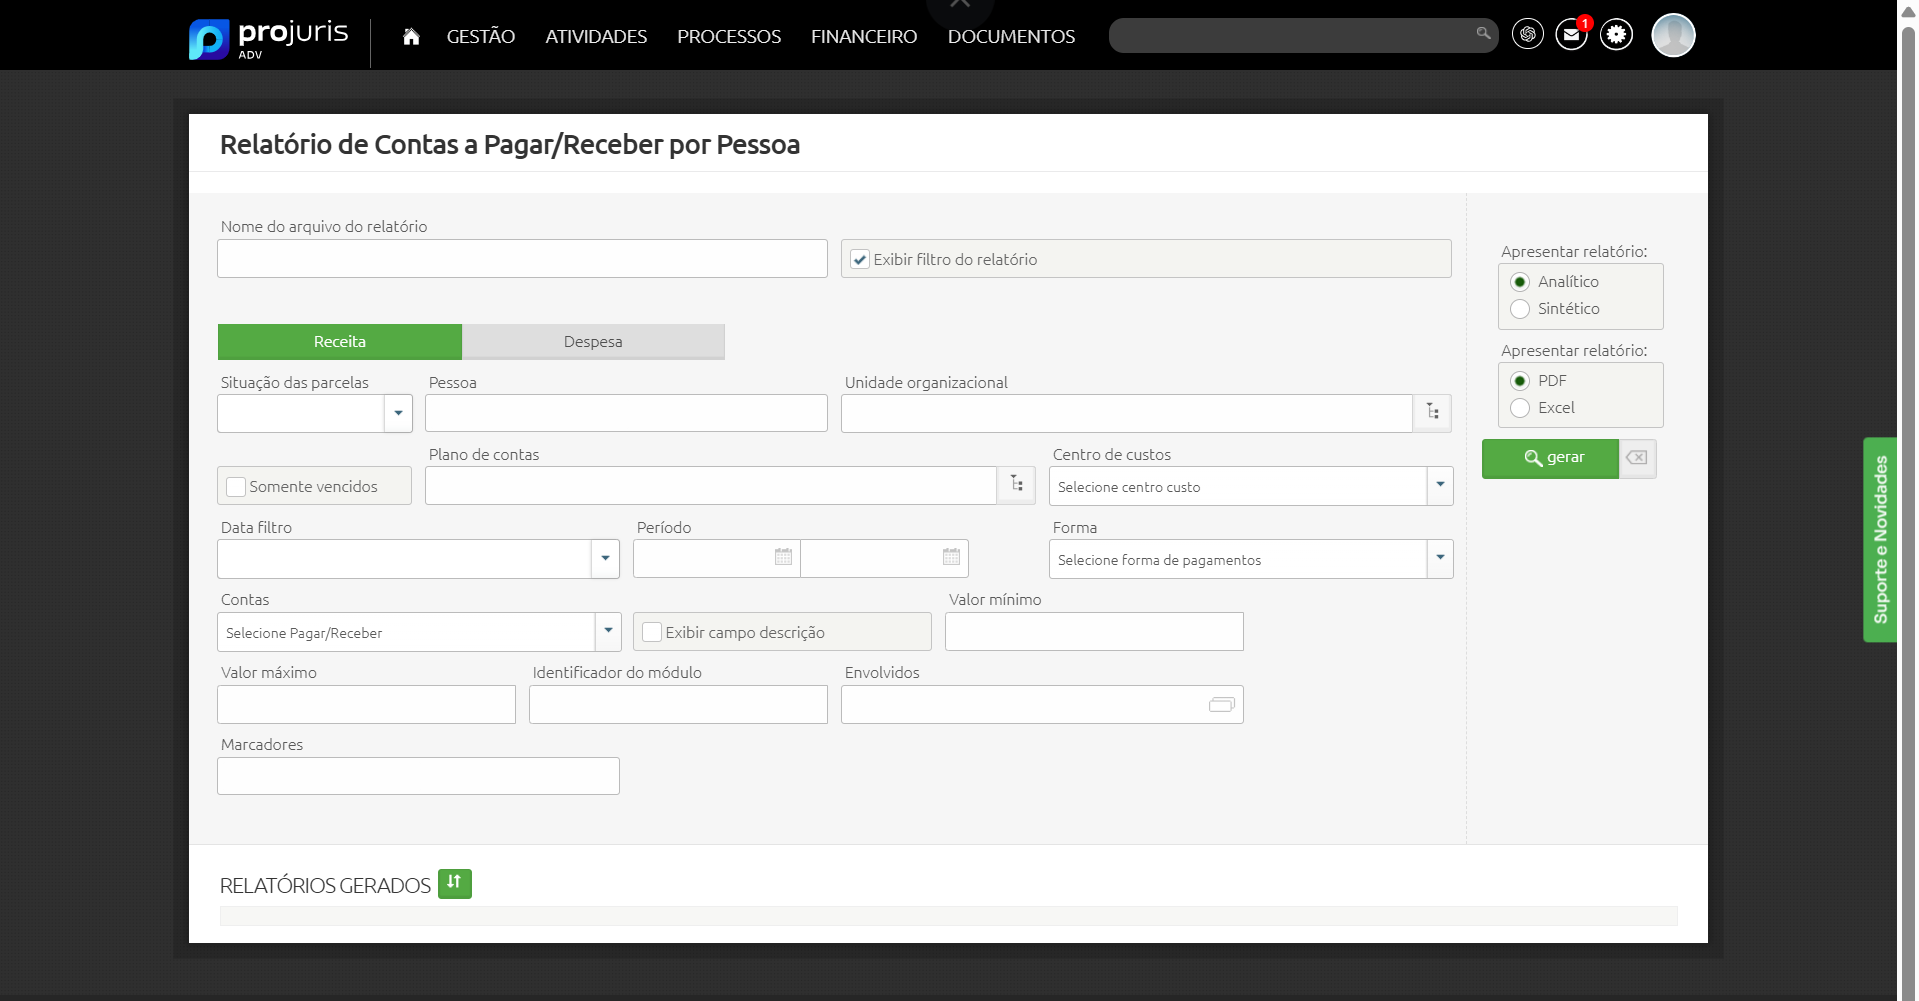 projuris
ADV
GESTÃO
ATIVIDADES
PROCESSOS
FINANCEIRO
DOCUMENTOS
1
Relatório de Contas a Pagar/Receber por Pessoa
Nome do arquivo do relatório
Exibir filtro do relatório
Apresentar relatório:
Analítico
Sintético
Receita
Despesa
Apresentar relatório:
PDF
Excel
Situação das parcelas
Pessoa
Unidade organizacional
gerar
Somente vencidos
Plano de contas
Centro de custos
Selecione centro custo
Data filtro
Período
Forma
Selecione forma de pagamentos
Contas
Selecione Pagar/Receber
Exibir campo descrição
Valor mínimo
Valor máximo
Identificador do módulo
Envolvidos
Marcadores
Suporte e Novidades
RELATÓRIOS GERADOS